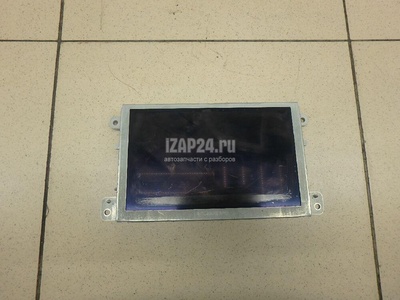 IZAP24.ru
автозапчасти с разборов